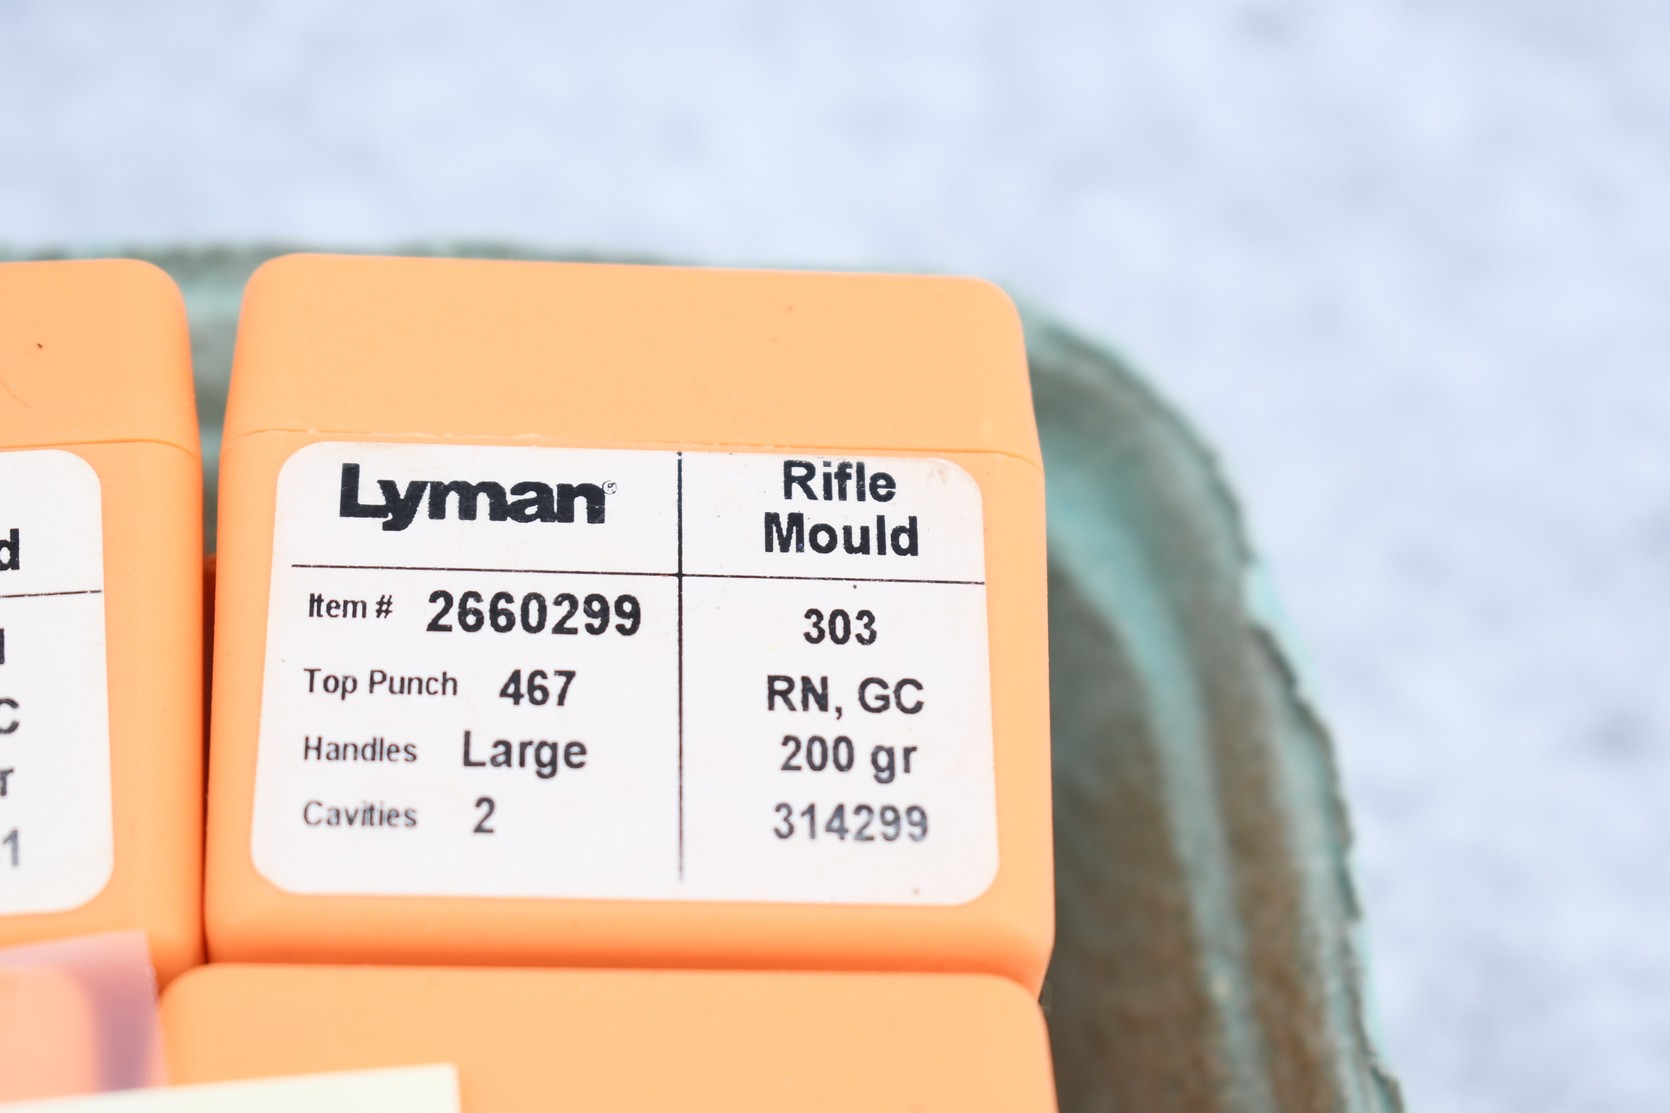 Lyman®
Rifle
Mould
Item # 2660299
303
Top Punch 467
RN, GC
Handles Large
200 gr
Cavities 2
314299